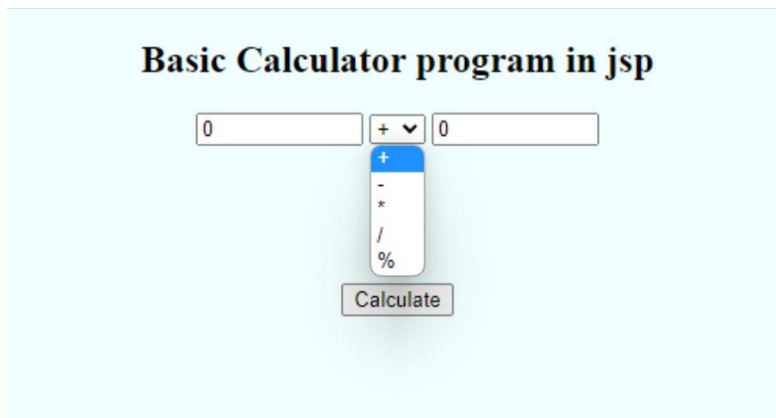 Basic Calculator program in jsp
0 + 0
+
-
*
/
%
Calculate